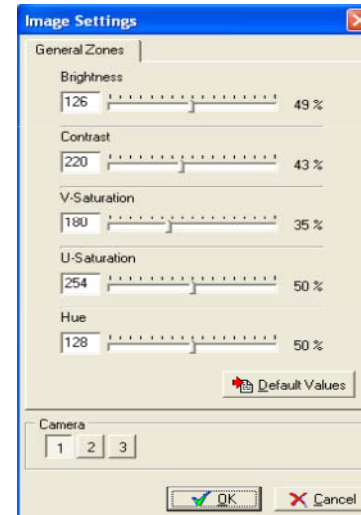 Image Settings
General Zones
Brightness
126 49 %
Contrast
220 43 %
V-Saturation
180 35 %
U-Saturation
254 50 %
Hue
128 50 %
Default Values
Camera
1 2 3
OK Cancel